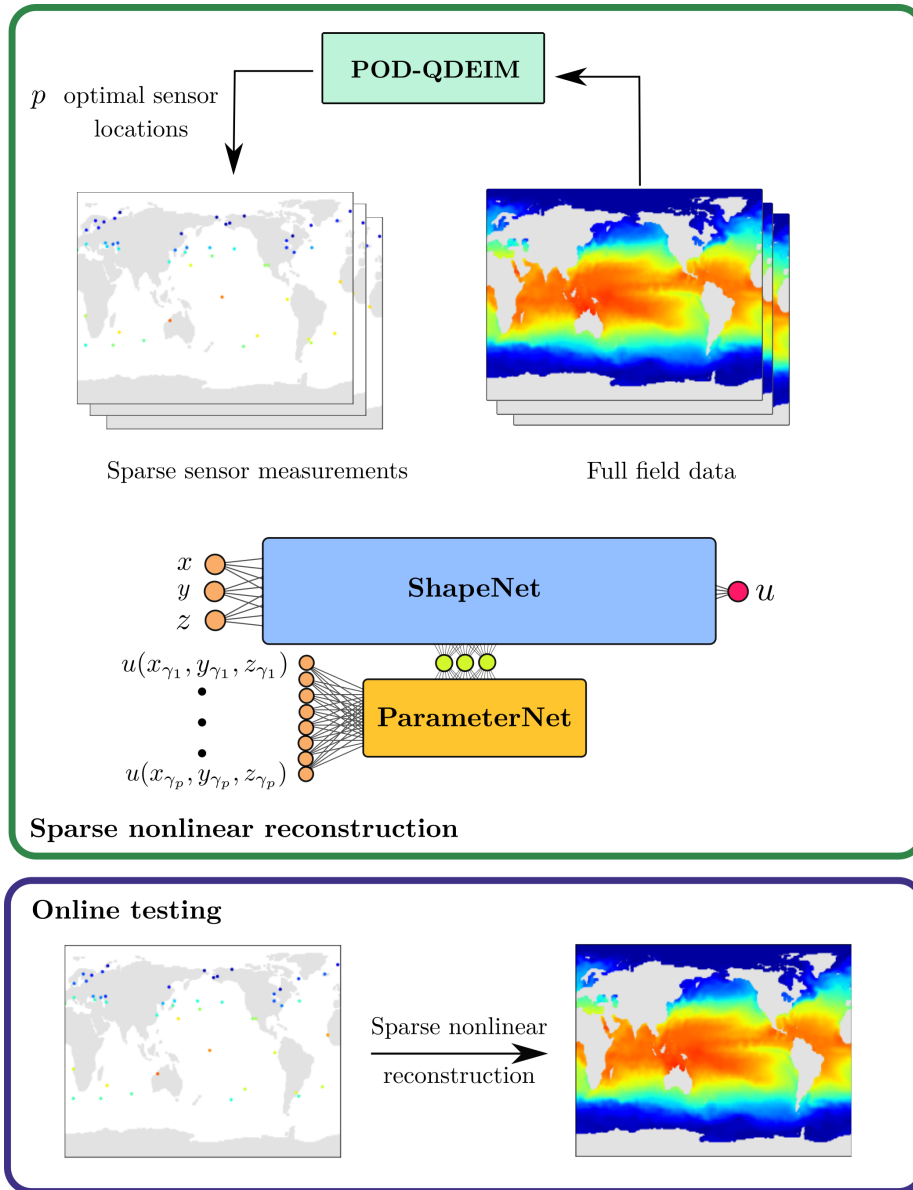 POD-QDEIM
p optimal sensor
locations
Sparse sensor measurements
Full field data
x
y
z
ShapeNet
u
u(x_{γ_1}, y_{γ_1}, z_{γ_1})
ParameterNet
u(x_{γ_p}, y_{γ_p}, z_{γ_p})
Sparse nonlinear reconstruction
Online testing
Sparse nonlinear
reconstruction